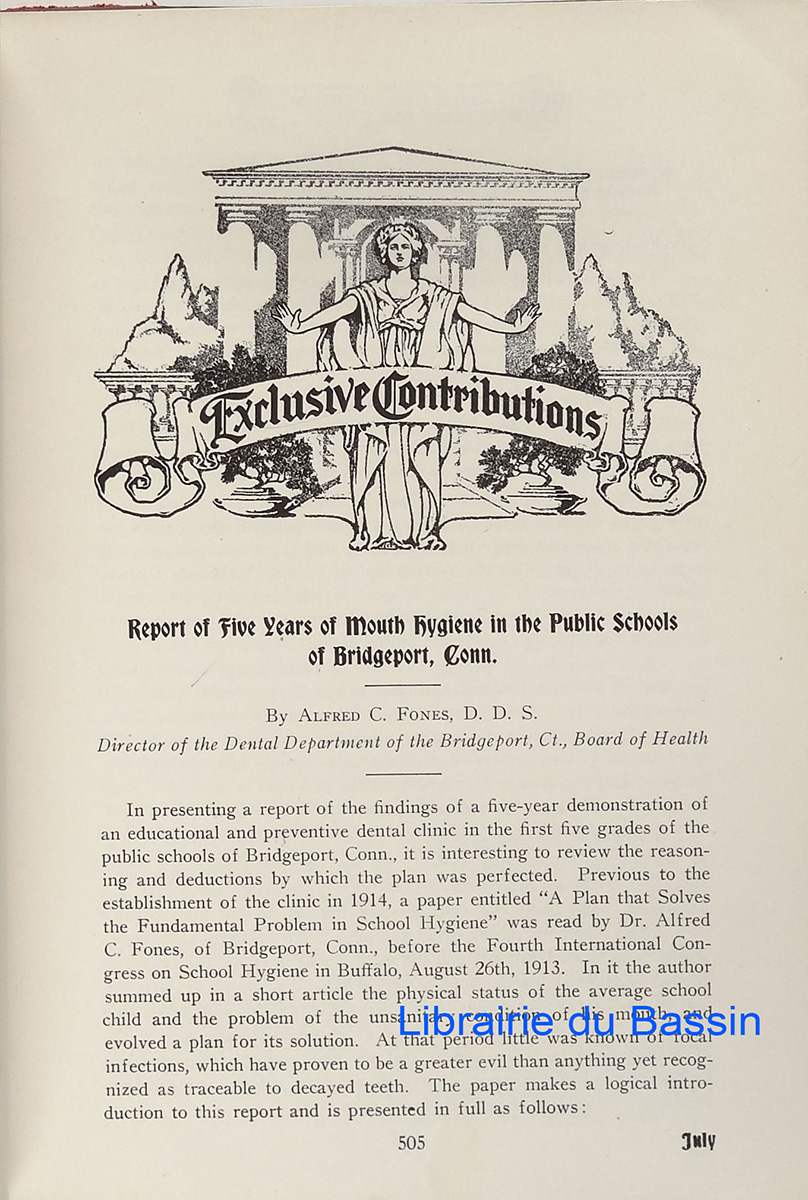 Exclusive Contributions
Report of Five Years of Mouth Hygiene in the Public Schools
of Bridgeport, Conn.
By Alfred C. Fones, D. D. S.
Director of the Dental Department of the Bridgeport, Ct., Board of Health
In presenting a report of the findings of a five-year demonstration of
an educational and preventive dental clinic in the first five grades of the
public schools of Bridgeport, Conn., it is interesting to review the reason-
ing and deductions by which the plan was perfected. Previous to the
establishment of the clinic in 1914, a paper entitled “A Plan that Solves
the Fundamental Problem in School Hygiene” was read by Dr. Alfred
C. Fones, of Bridgeport, Conn., before the Fourth International Con-
gress on School Hygiene in Buffalo, August 26th, 1913. In it the author
summed up in a short article the physical status of the average school
child and the problem of the unsanitary condition of his mouth, and
Librairie du Bassin
evolved a plan for its solution. At that period little was known of focal
infections, which have proven to be a greater evil than anything yet recog-
nized as traceable to decayed teeth. The paper makes a logical intro-
duction to this report and is presented in full as follows:
505
July